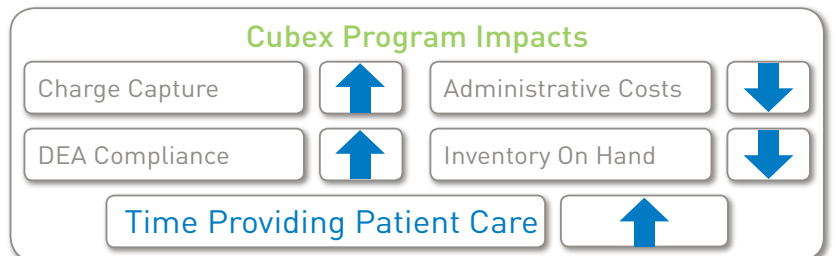 Cubex Program Impacts
Charge Capture
Administrative Costs
DEA Compliance
Inventory On Hand
Time Providing Patient Care